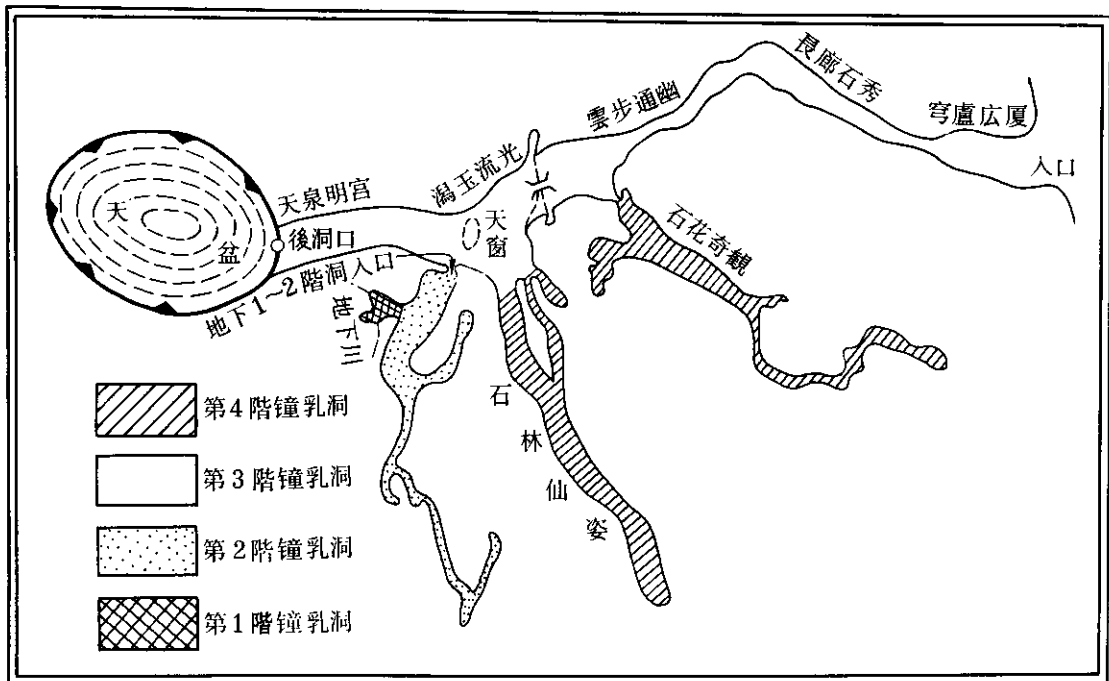 長廊石秀
穹盧広厦
雲歩通幽
入口
潟玉流光
天泉明宮
天窗
天盆
後洞口
石花奇観
地下1~2階洞入口
地下川
石林仙姿
第4階鐘乳洞
第3階鐘乳洞
第2階鐘乳洞
第1階鐘乳洞